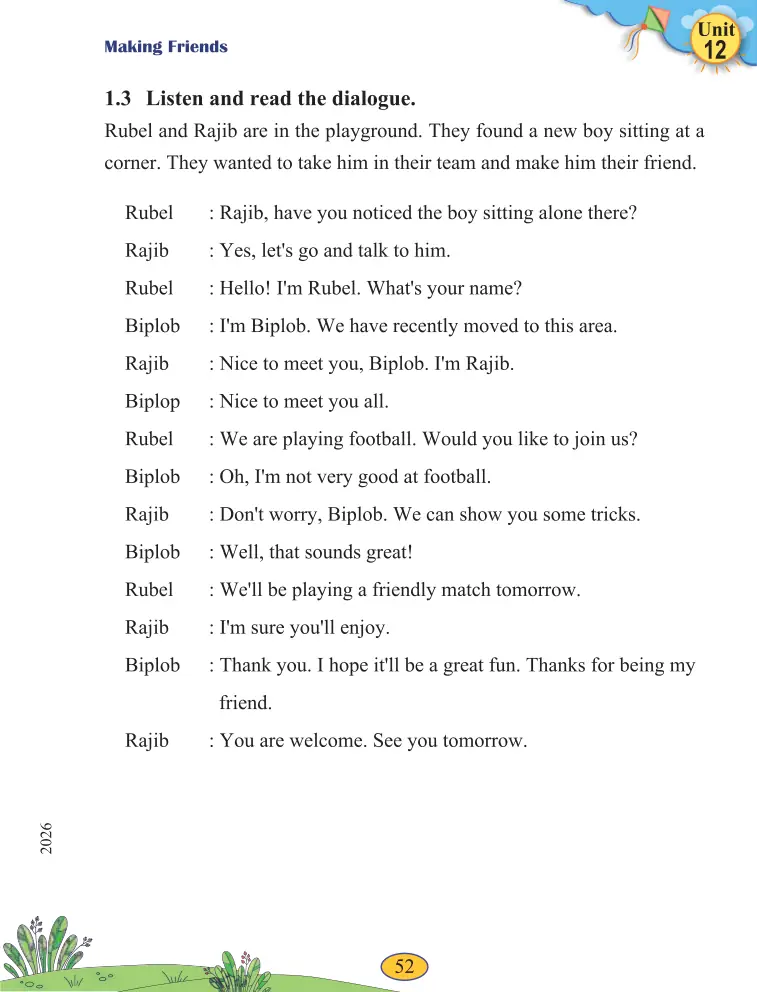 Making Friends
Unit
12
1.3 Listen and read the dialogue.
Rubel and Rajib are in the playground. They found a new boy sitting at a
corner. They wanted to take him in their team and make him their friend.
Rubel : Rajib, have you noticed the boy sitting alone there?
Rajib : Yes, let's go and talk to him.
Rubel : Hello! I'm Rubel. What's your name?
Biplob : I'm Biplob. We have recently moved to this area.
Rajib : Nice to meet you, Biplob. I'm Rajib.
Biplop : Nice to meet you all.
Rubel : We are playing football. Would you like to join us?
Biplob : Oh, I'm not very good at football.
Rajib : Don't worry, Biplob. We can show you some tricks.
Biplob : Well, that sounds great!
Rubel : We'll be playing a friendly match tomorrow.
Rajib : I'm sure you'll enjoy.
Biplob : Thank you. I hope it'll be a great fun. Thanks for being my
friend.
Rajib : You are welcome. See you tomorrow.
2026
52